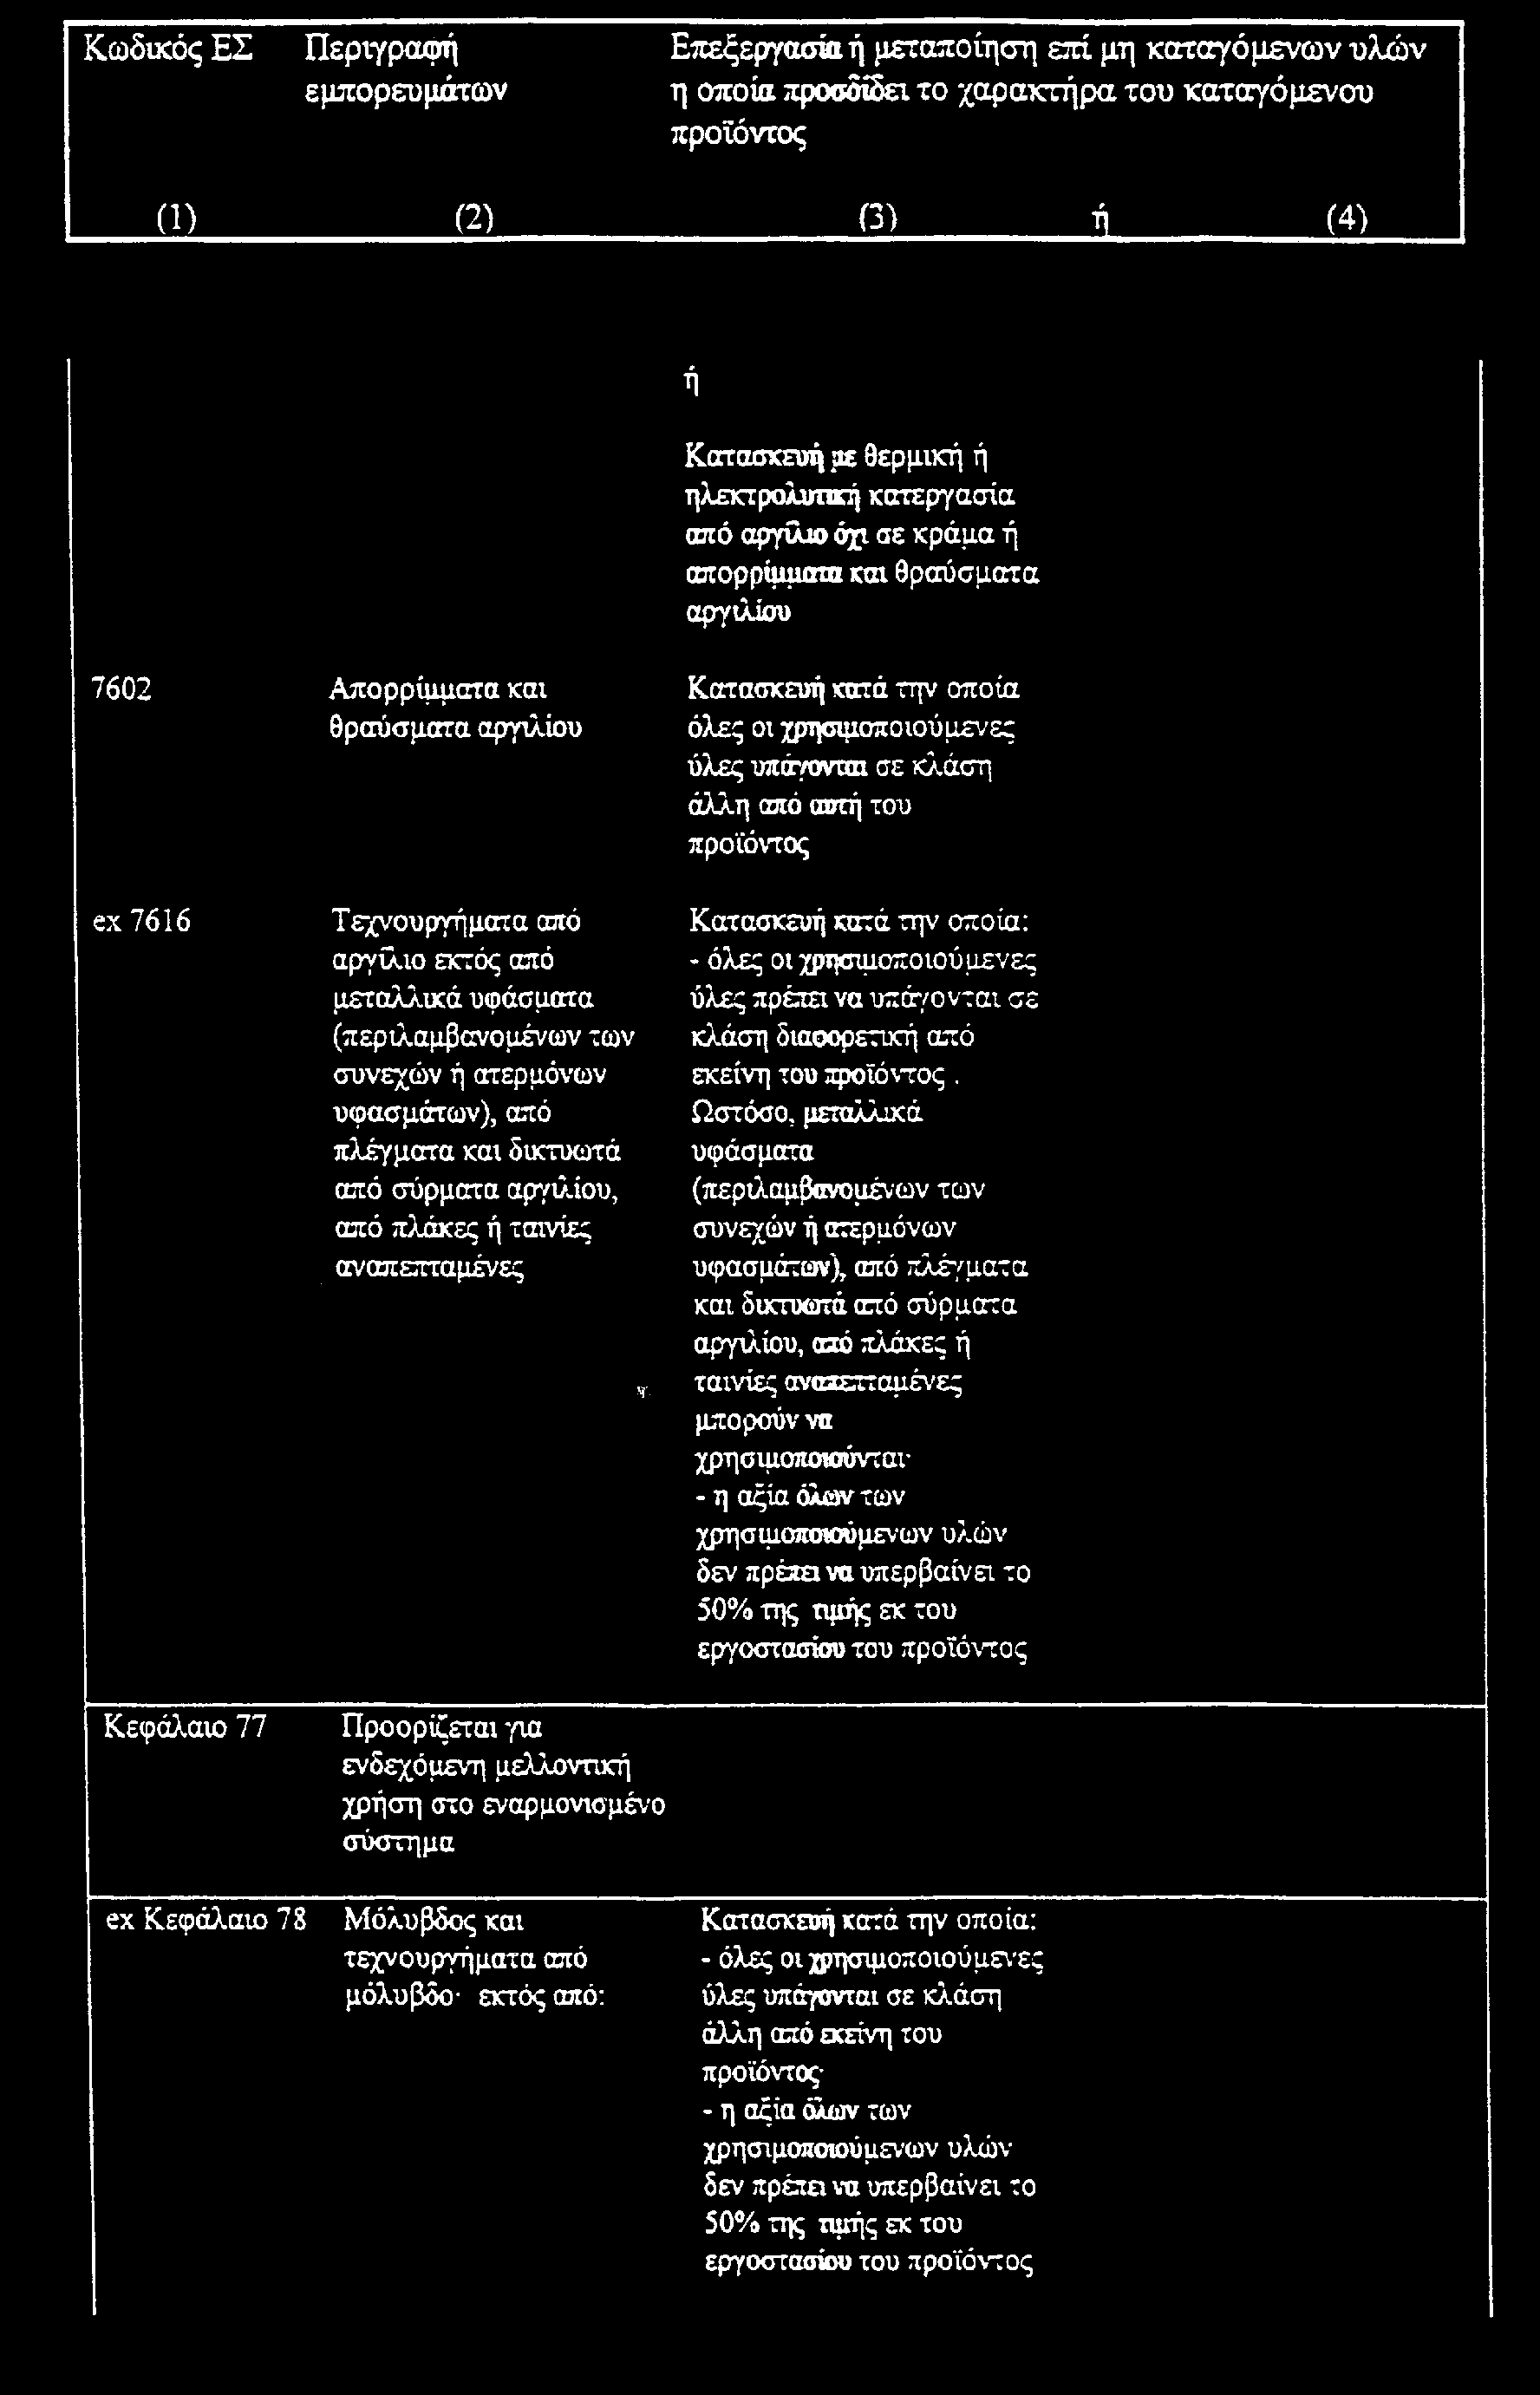 Κωδικός ΕΣ Περιγραφή Επεξεργασία ή μεταποίηση επί μη καταγόμενων υλών
εμπορευμάτων η οποία προσδίδει το χαρακτήρα του καταγόμενου
προϊόντος
(1) (2) (3) ή (4)
ή
Κατασκευή με θερμική ή
ηλεκτρολυτική κατεργασία
από αργίλιο όχι σε κράμα ή
απορρίμματα και θραύσματα
αργιλίου
7602 Απορρίμματα και Κατασκευή κατά την οποία
θραύσματα αργιλίου όλες οι χρησιμοποιούμενες
ύλες υπάγονται σε κλάση
άλλη από αυτή του
προϊόντος
ex 7616 Τεχνουργήματα από Κατασκευή κατά την οποία:
αργίλιο εκτός από - όλες οι χρησιμοποιούμενες
μεταλλικά υφάσματα ύλες πρέπει να υπάγονται σε
(περιλαμβανομένων των κλάση διαφορετική από
συνεχών ή ατερμόνων εκείνη του προϊόντος .
υφασμάτων), από Ωστόσο, μεταλλικά
πλέγματα και δικτυωτά υφάσματα
από σύρματα αργιλίου, (περιλαμβανομένων των
από πλάκες ή ταινίες συνεχών ή ατερμόνων
αναπεπταμένες υφασμάτων), από πλέγματα
και δικτυωτά από σύρματα
αργιλίου, από πλάκες ή
ταινίες αναπεπταμένες
μπορούν να
χρησιμοποιούνται·
- η αξία όλων των
χρησιμοποιούμενων υλών
δεν πρέπει να υπερβαίνει το
50% της τιμής εκ του
εργοστασίου του προϊόντος
Κεφάλαιο 77 Προορίζεται για
ενδεχόμενη μελλοντική
χρήση στο εναρμονισμένο
σύστημα
ex Κεφάλαιο 78 Μόλυβδος και Κατασκευή κατά την οποία:
τεχνουργήματα από - όλες οι χρησιμοποιούμενες
μόλυβδο· εκτός από: ύλες υπάγονται σε κλάση
άλλη από εκείνη του
προϊόντος·
- η αξία όλων των
χρησιμοποιούμενων υλών
δεν πρέπει να υπερβαίνει το
50% της τιμής εκ του
εργοστασίου του προϊόντος